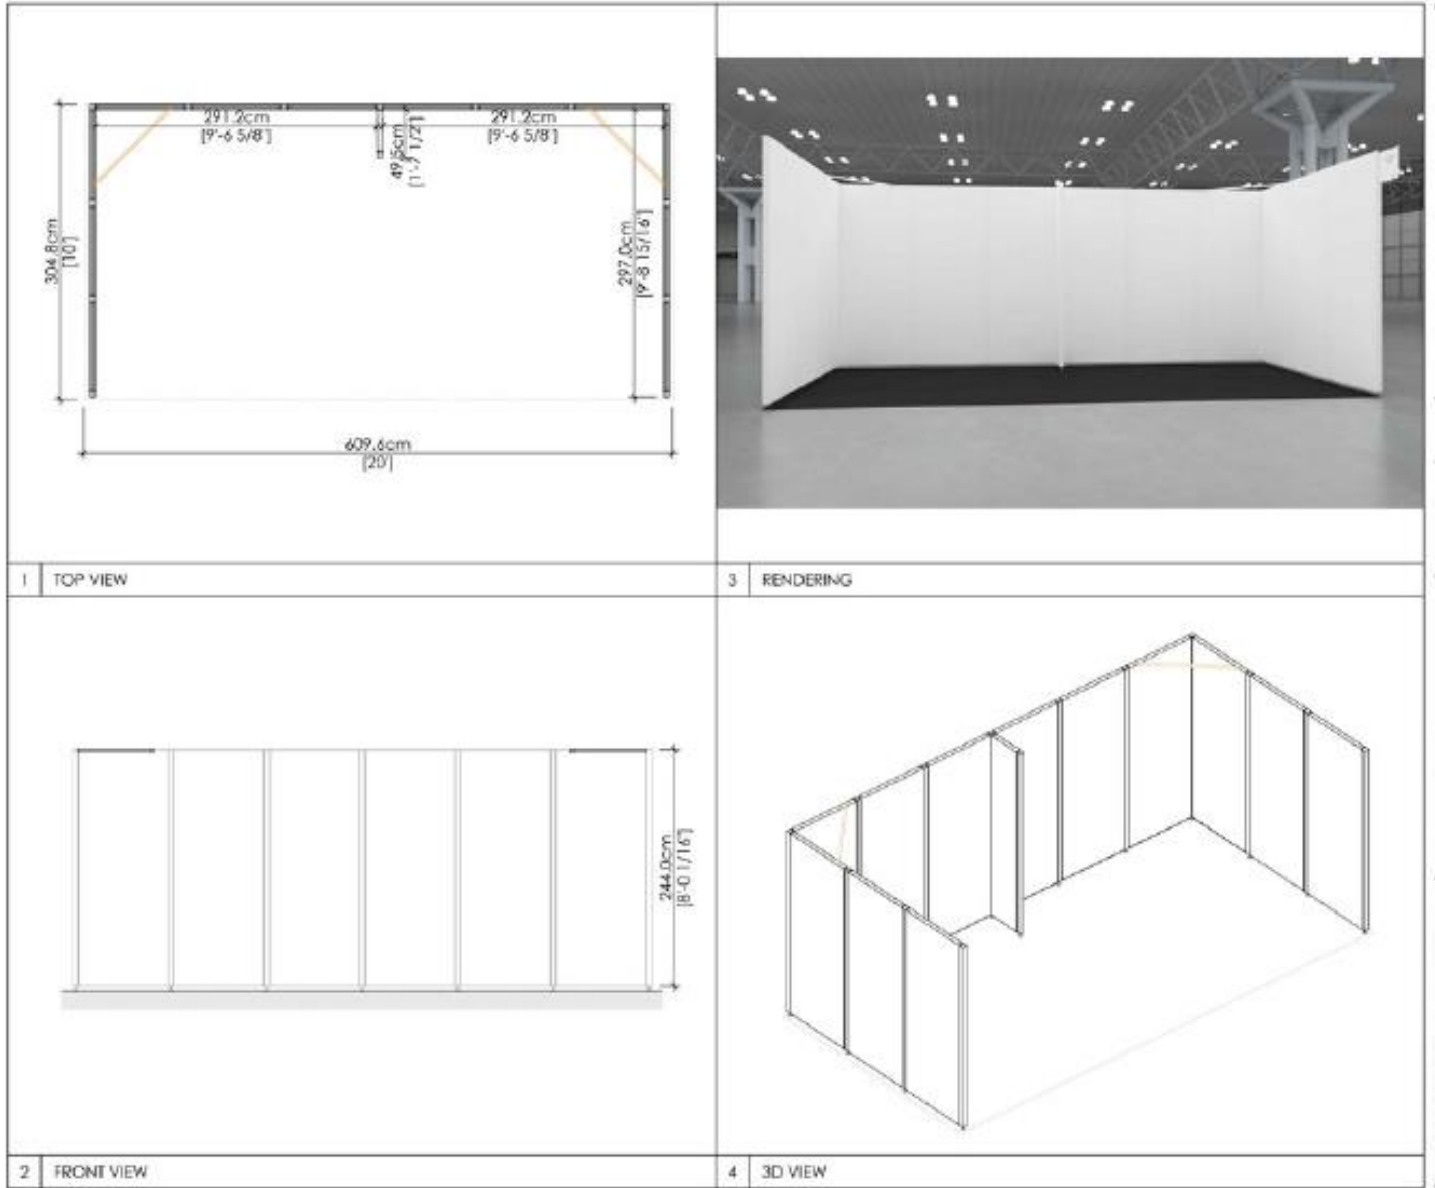 291.2cm
[9'-6 5/8"]
291.2cm
[9'-6 5/8"]
49.5cm
[1'-7 1/2"]
304.8cm
[10']
297.0cm
[9'-8 15/16"]
609.6cm
[20']
1 TOP VIEW
3 RENDERING
244.0cm
[8'-0 1/16"]
2 FRONT VIEW
4 3D VIEW